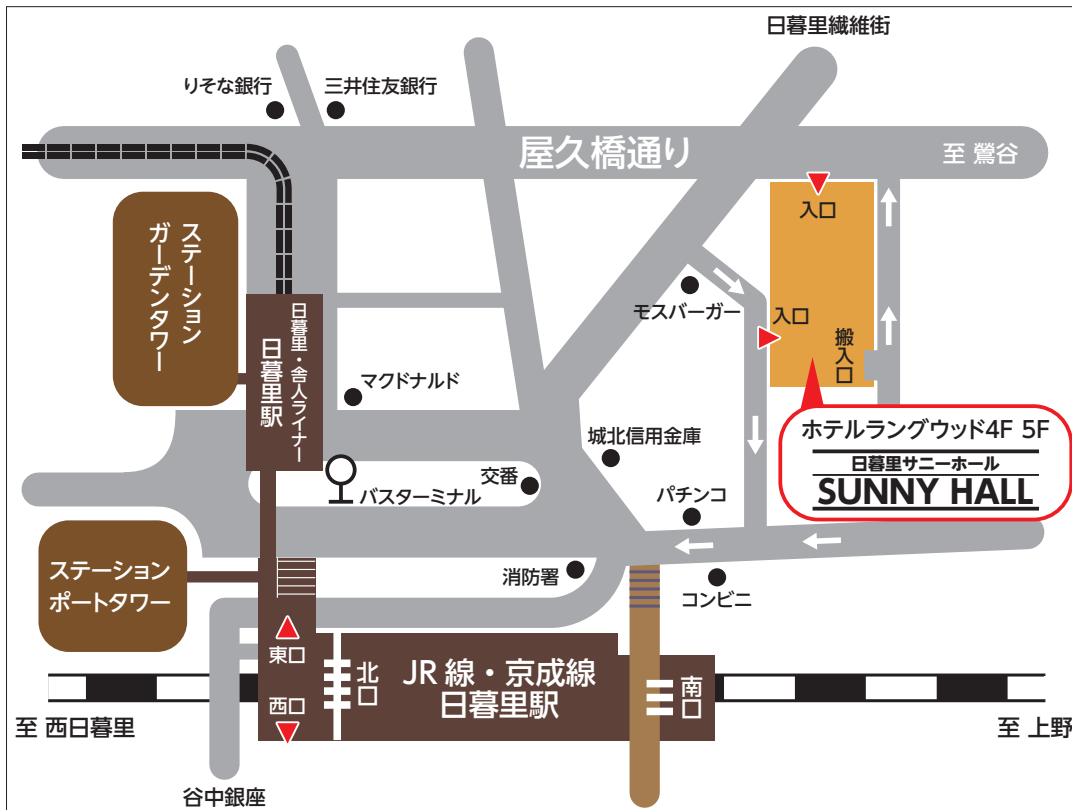 日暮里繊維街
りそな銀行
三井住友銀行
屋久橋通り
至 鶯谷
入口
ステーション
ガーデンタワー
日暮里・舎人ライナー
日暮里駅
モスバーガー
入口
搬入口
マクドナルド
ホテルラングウッド4F 5F
日暮里サニーホール
SUNNY HALL
城北信用金庫
交番
バスターミナル
パチンコ
ステーション
ポートタワー
消防署
コンビニ
東口
北口
JR 線・京成線
日暮里駅
南口
西口
至 西日暮里
至 上野
谷中銀座